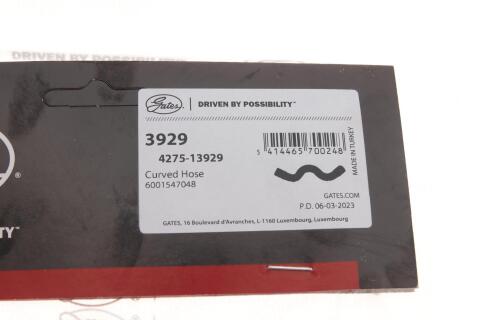 DRIVEN BY POSSIBILITY
Gates | DRIVEN BY POSSIBILITY™
3929
4275-13929
Curved Hose
6001547048
5 414465 700248
MADE IN TURKEY
GATES.COM
P.D. 06-03-2023
GATES, 16 Boulevard d'Avranches, L-1160 Luxembourg, Luxembourg
®
ITY™